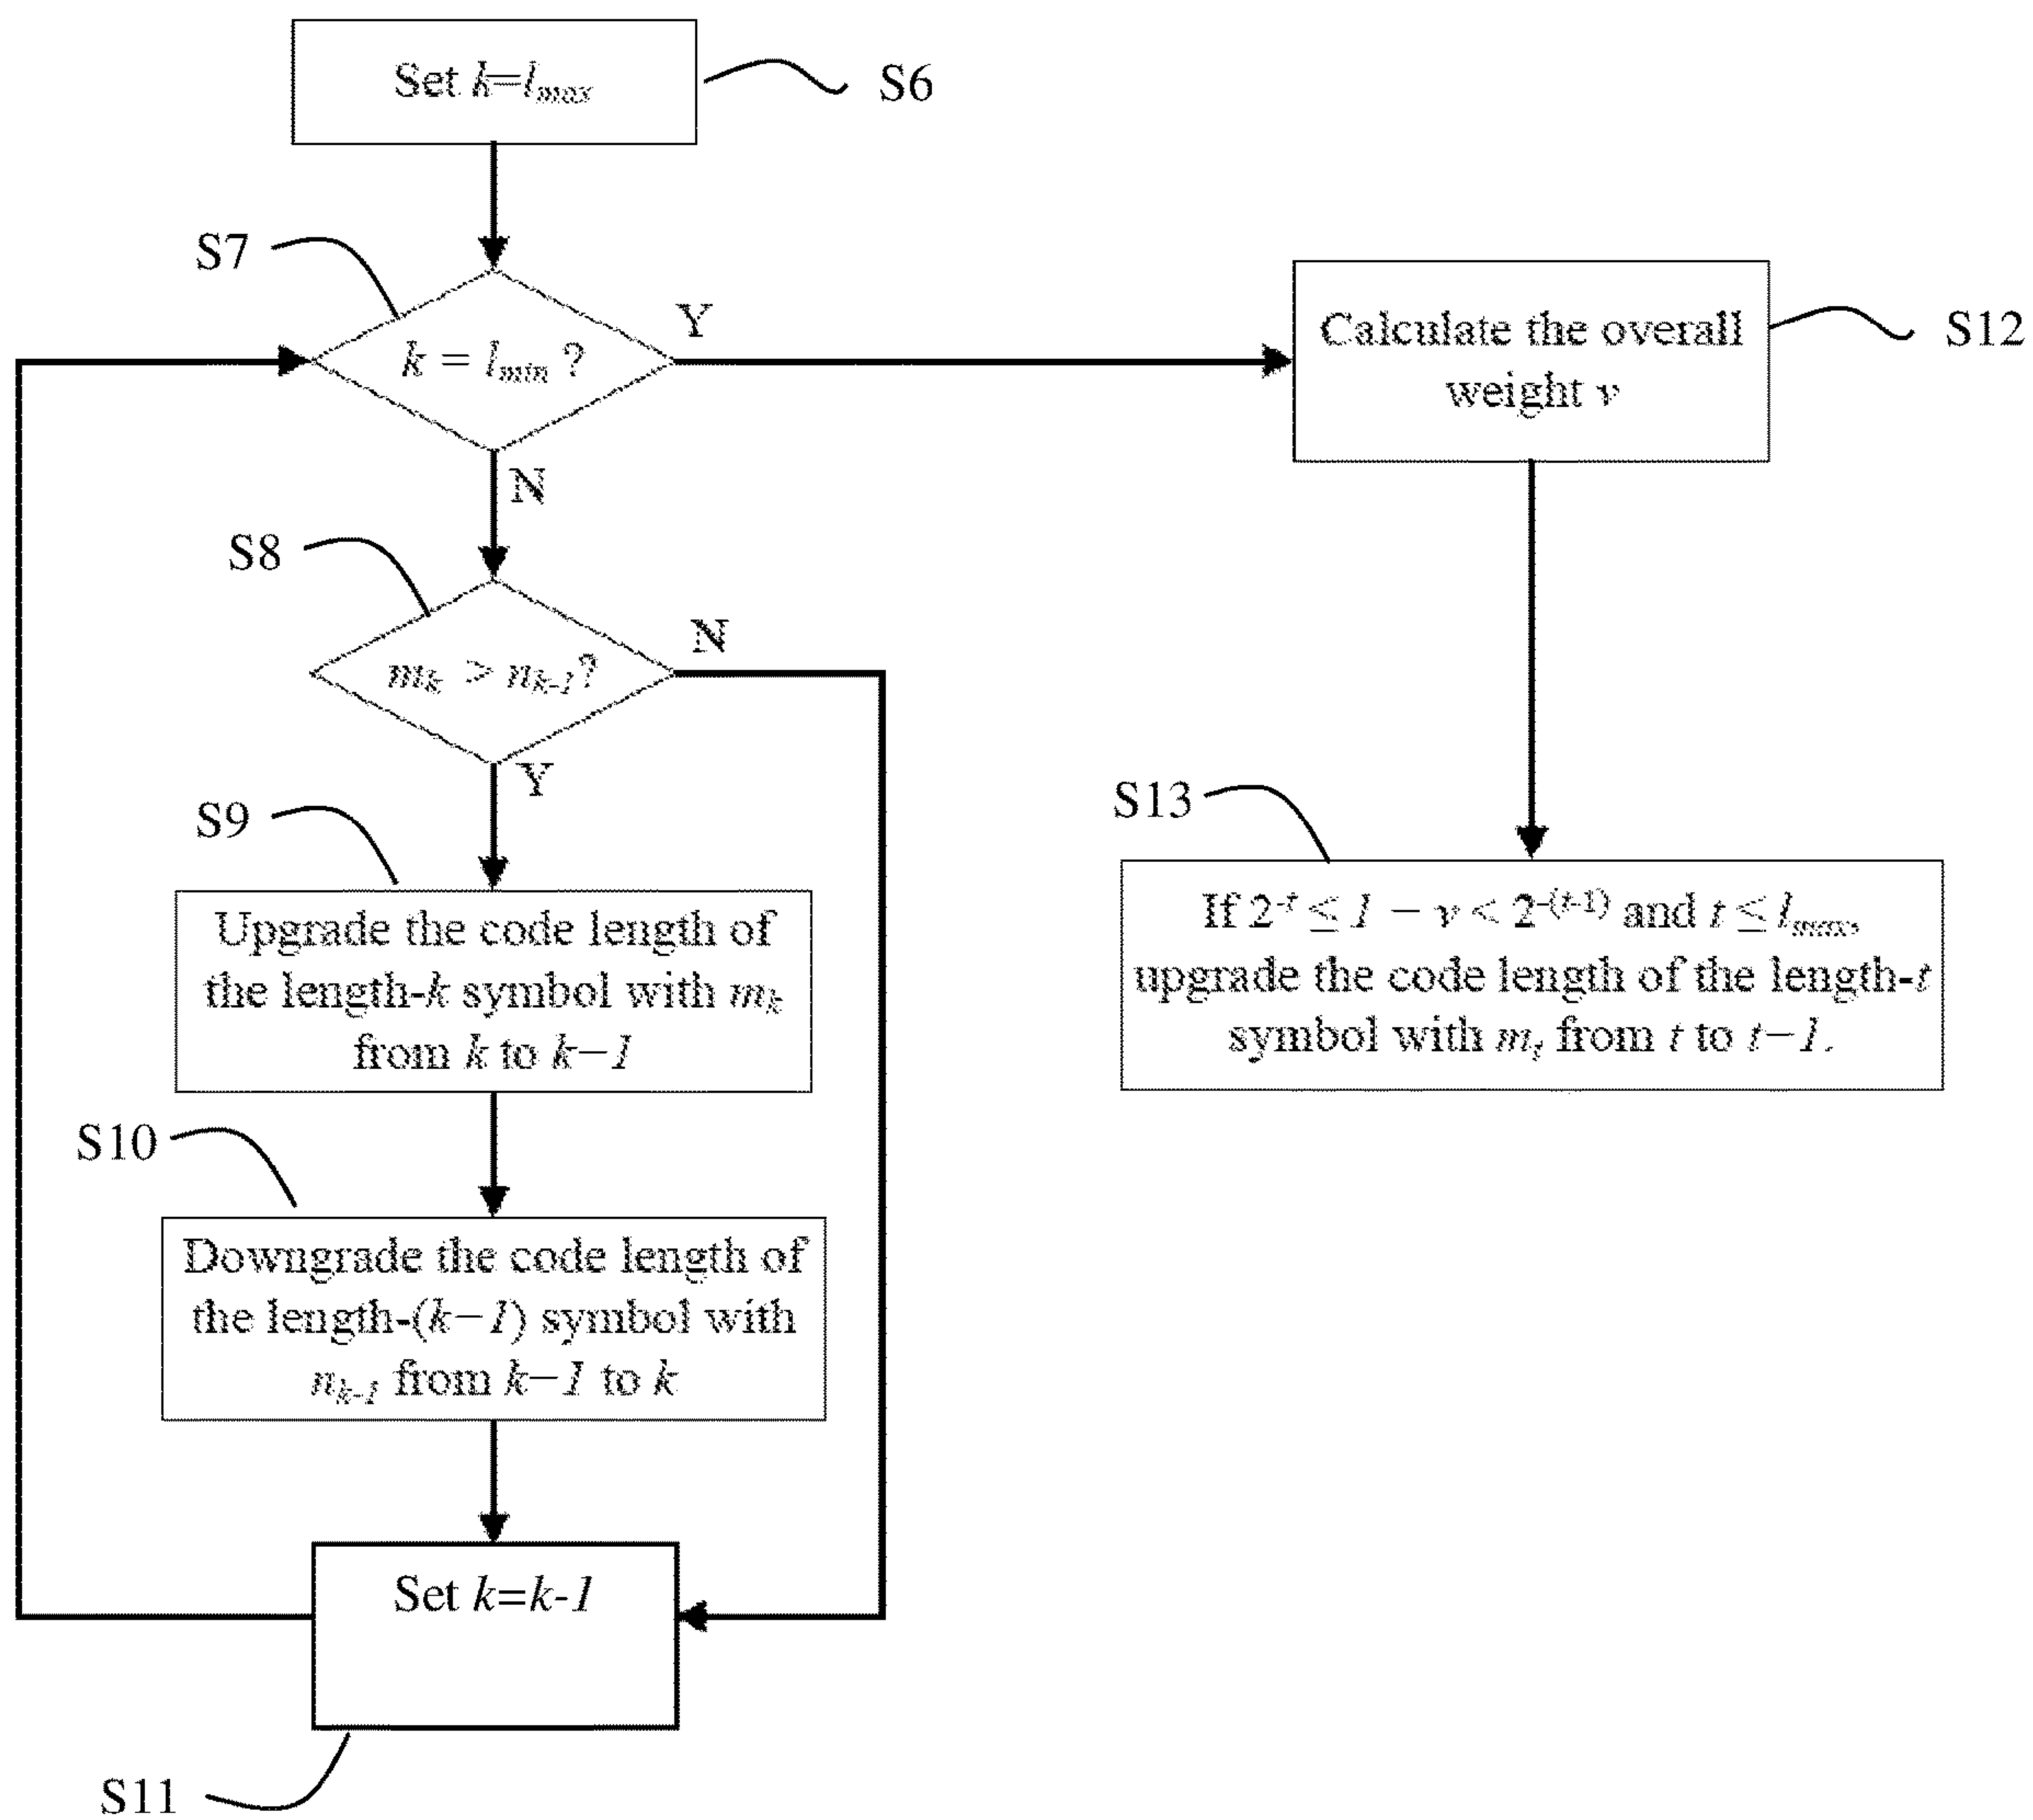 Set k=lmax
S6
S7
k = lmin ?
Y
N
Calculate the overall
weight v
S12
S8
mk > nk-1?
N
Y
S9
Upgrade the code length of
the length-k symbol with mk
from k to k−1
S10
Downgrade the code length of
the length-(k−1) symbol with
nk-1 from k−1 to k
Set k=k-1
S11
S13
If 2-t ≤ 1 − v < 2-(t-1) and t ≤ lmax,
upgrade the code length of the length-t
symbol with mt from t to t−1.